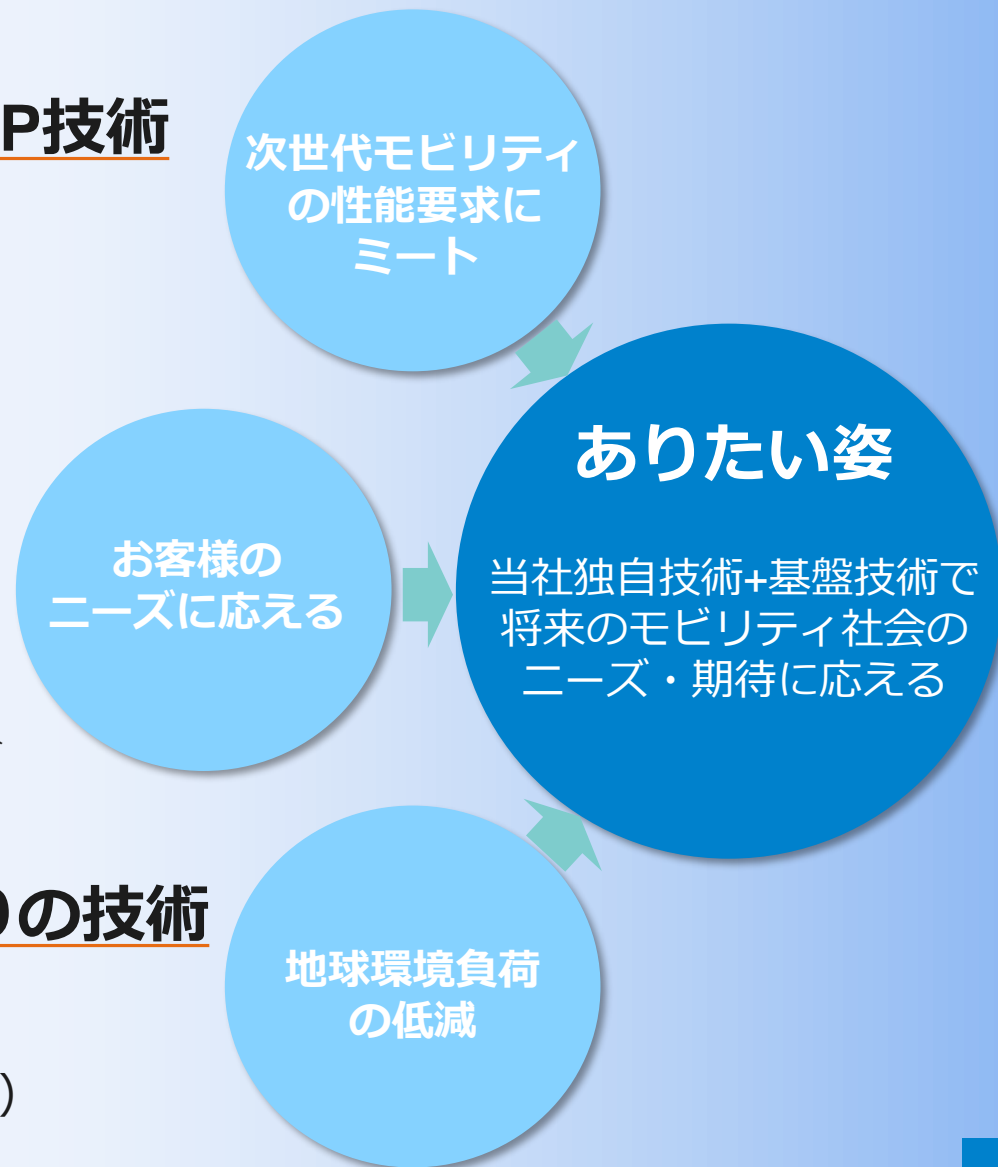 P技術
次世代モビリティ
の性能要求に
ミート
お客様の
ニーズに応える
ありたい姿
当社独自技術+基盤技術で
将来のモビリティ社会の
ニーズ・期待に応える
の技術
地球環境負荷
の低減
)